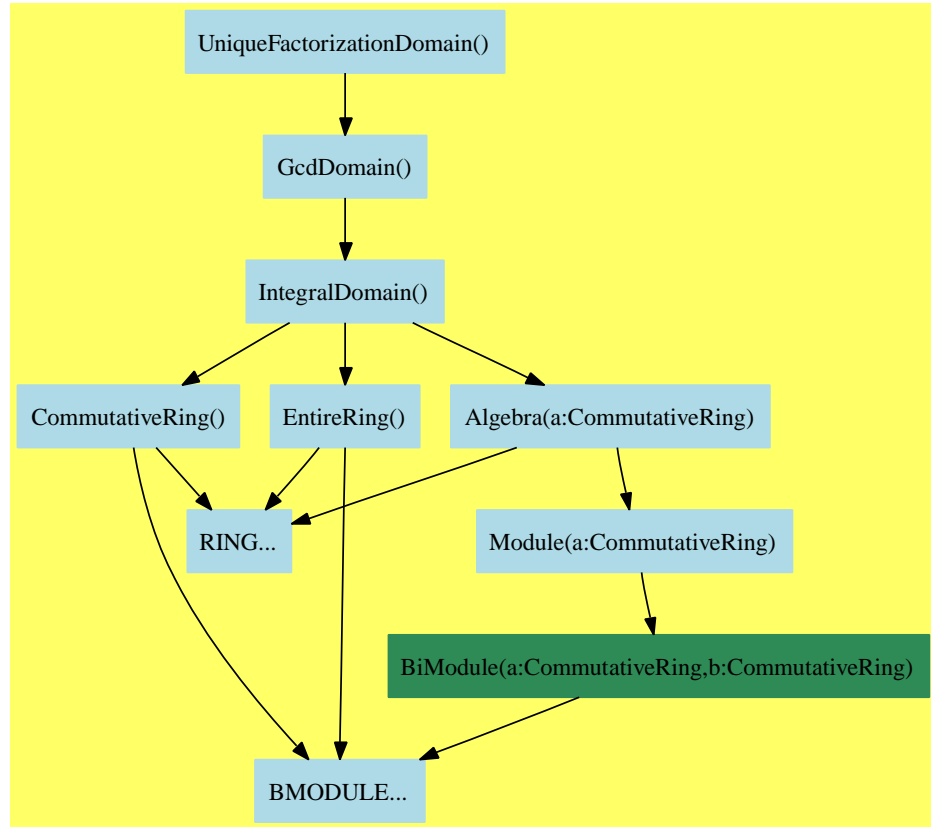 UniqueFactorizationDomain()
GcdDomain()
IntegralDomain()
CommutativeRing()
EntireRing()
Algebra(a:CommutativeRing)
RING...
Module(a:CommutativeRing)
BiModule(a:CommutativeRing,b:CommutativeRing)
BMODULE...